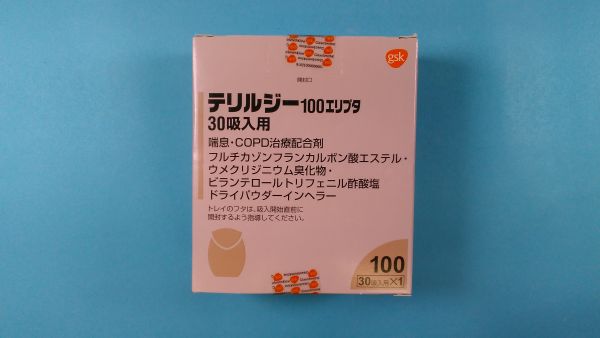 gsk
開封口
テリルジー100エリプタ
30吸入用
喘息・COPD治療配合剤
フルチカゾンフランカルボン酸エステル・
ウメクリジニウム臭化物・
ビランテロールトリフェニル酢酸塩
ドライパウダーインヘラー
トレイのフタは、吸入開始直前に
開封するよう指導してください。
100
30吸入用×1